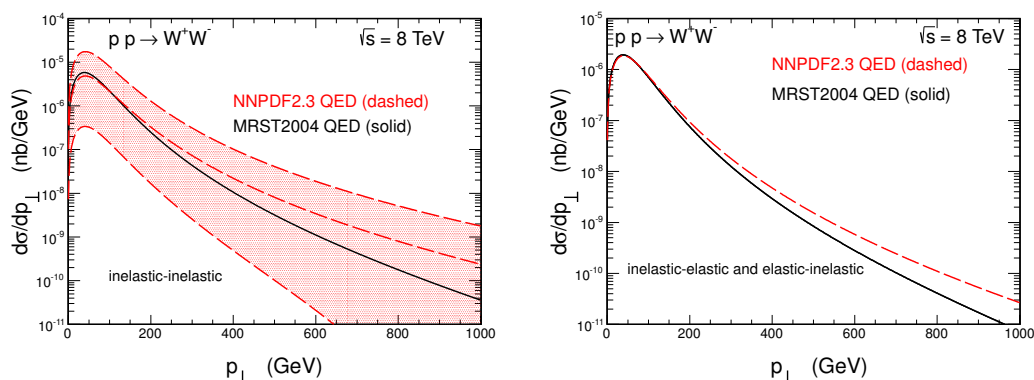 p p → W⁺W⁻ √s = 8 TeV
NNPDF2.3 QED (dashed)
MRST2004 QED (solid)
inelastic-inelastic
dσ/dp⊥ (nb/GeV)
10⁻⁴
10⁻⁵
10⁻⁶
10⁻⁷
10⁻⁸
10⁻⁹
10⁻¹⁰
10⁻¹¹
0 200 400 600 800 1000
p⊥ (GeV)
p p → W⁺W⁻ √s = 8 TeV
NNPDF2.3 QED (dashed)
MRST2004 QED (solid)
inelastic-elastic and elastic-inelastic
dσ/dp⊥ (nb/GeV)
10⁻⁵
10⁻⁶
10⁻⁷
10⁻⁸
10⁻⁹
10⁻¹⁰
10⁻¹¹
0 200 400 600 800 1000
p⊥ (GeV)